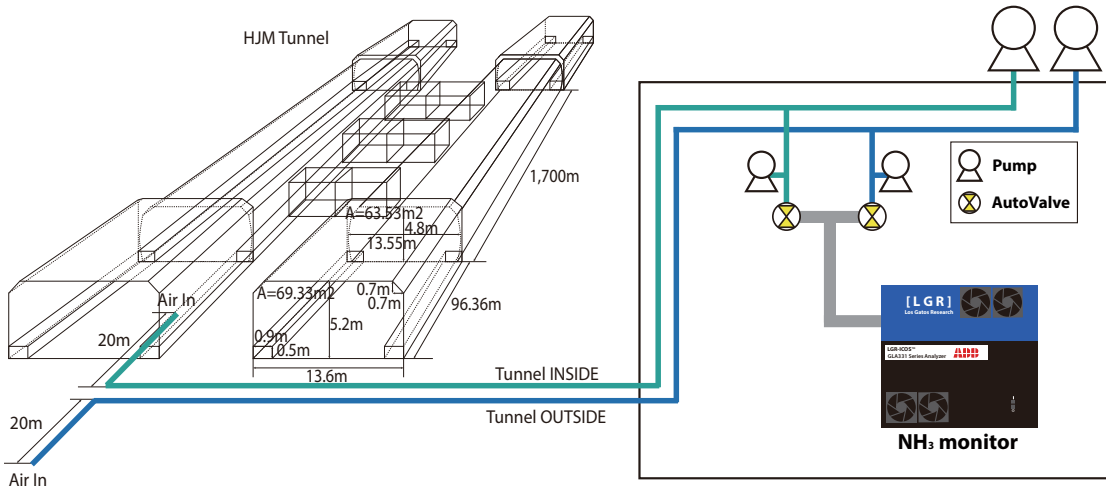 HJM Tunnel
1,700m
A=63.53m2
4.8m
13.55m
96.36m
A=69.33m2
0.7m
0.7m
5.2m
0.9m
0.5m
13.6m
Air In
20m
Tunnel INSIDE
Tunnel OUTSIDE
20m
Air In
Pump
AutoValve
[LGR]
Los Gatos Research
LGR-ICOS™
GLA331 Series Analyzer
ABB
NH₃ monitor